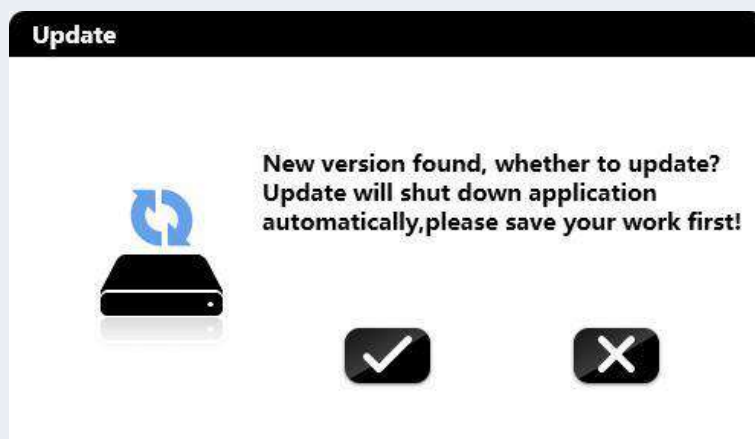 Update
New version found, whether to update?
Update will shut down application
automatically,please save your work first!